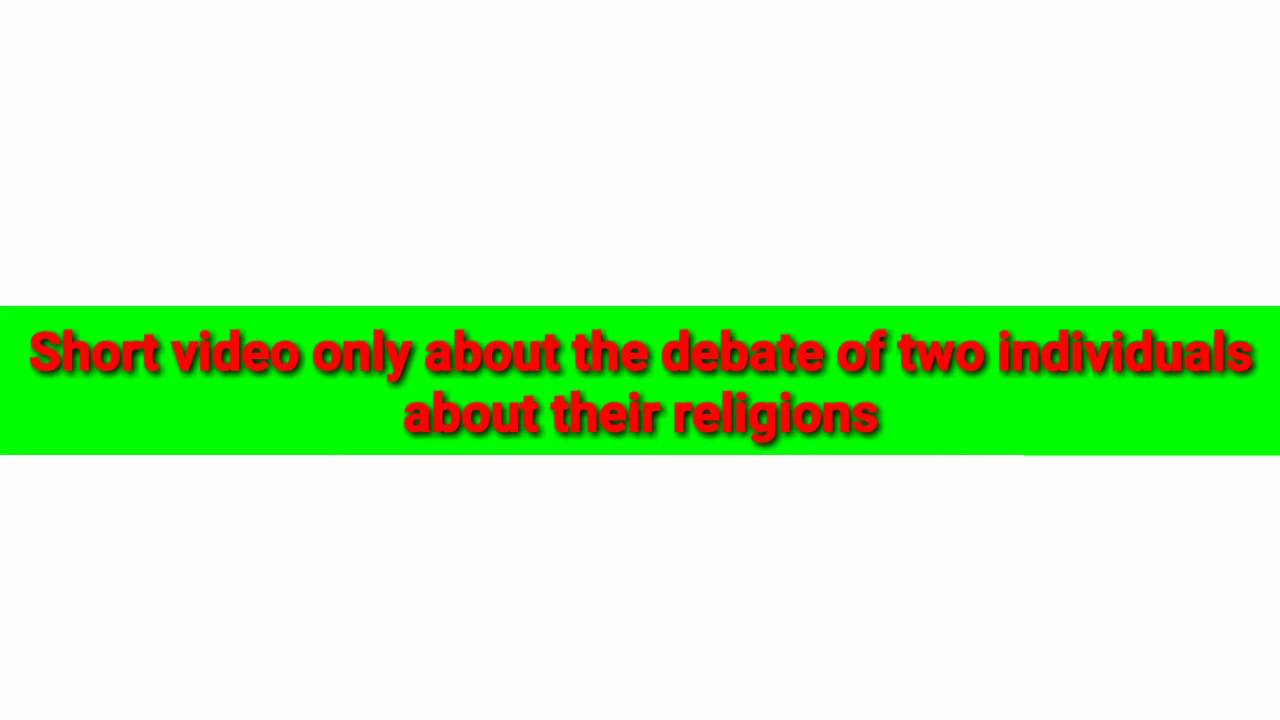 Short video only about the debate of two individuals
about their religions